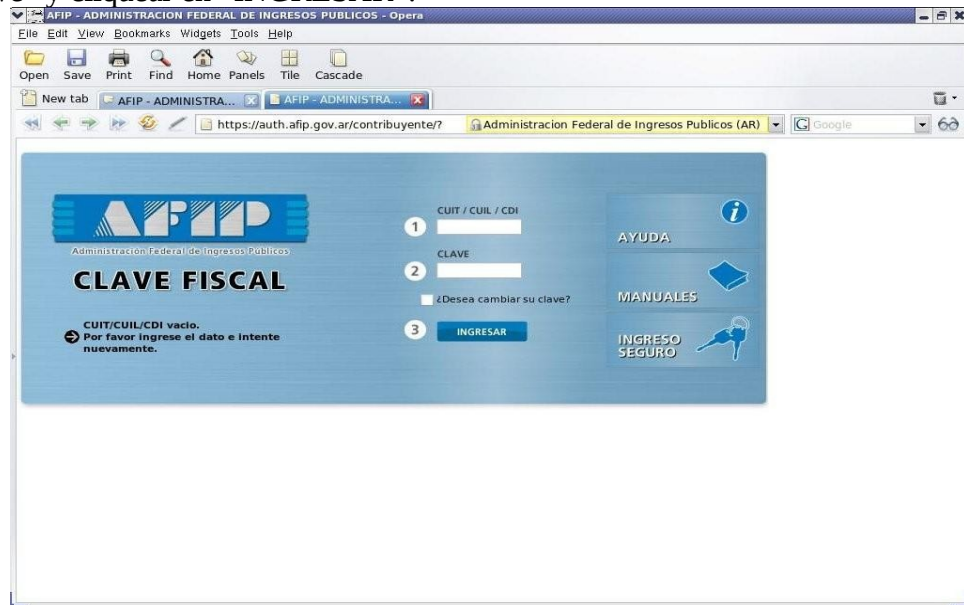 y cliquear en "INGRESAR".
AFIP - ADMINISTRACION FEDERAL DE INGRESOS PUBLICOS - Opera
File Edit View Bookmarks Widgets Tools Help
Open Save Print Find Home Panels Tile Cascade
New tab AFIP - ADMINISTRA... AFIP - ADMINISTRA...
https://auth.afip.gov.ar/contribuyente/? Administracion Federal de Ingresos Publicos (AR) G Google
AFIP
Administración Federal de Ingresos Públicos
CLAVE FISCAL
CUIT/CUIL/CDI vacio.
Por favor ingrese el dato e intente
nuevamente.
CUIT / CUIL / CDI
1
CLAVE
2
¿Desea cambiar su clave?
3 INGRESAR
i
AYUDA
MANUALES
INGRESO
SEGURO